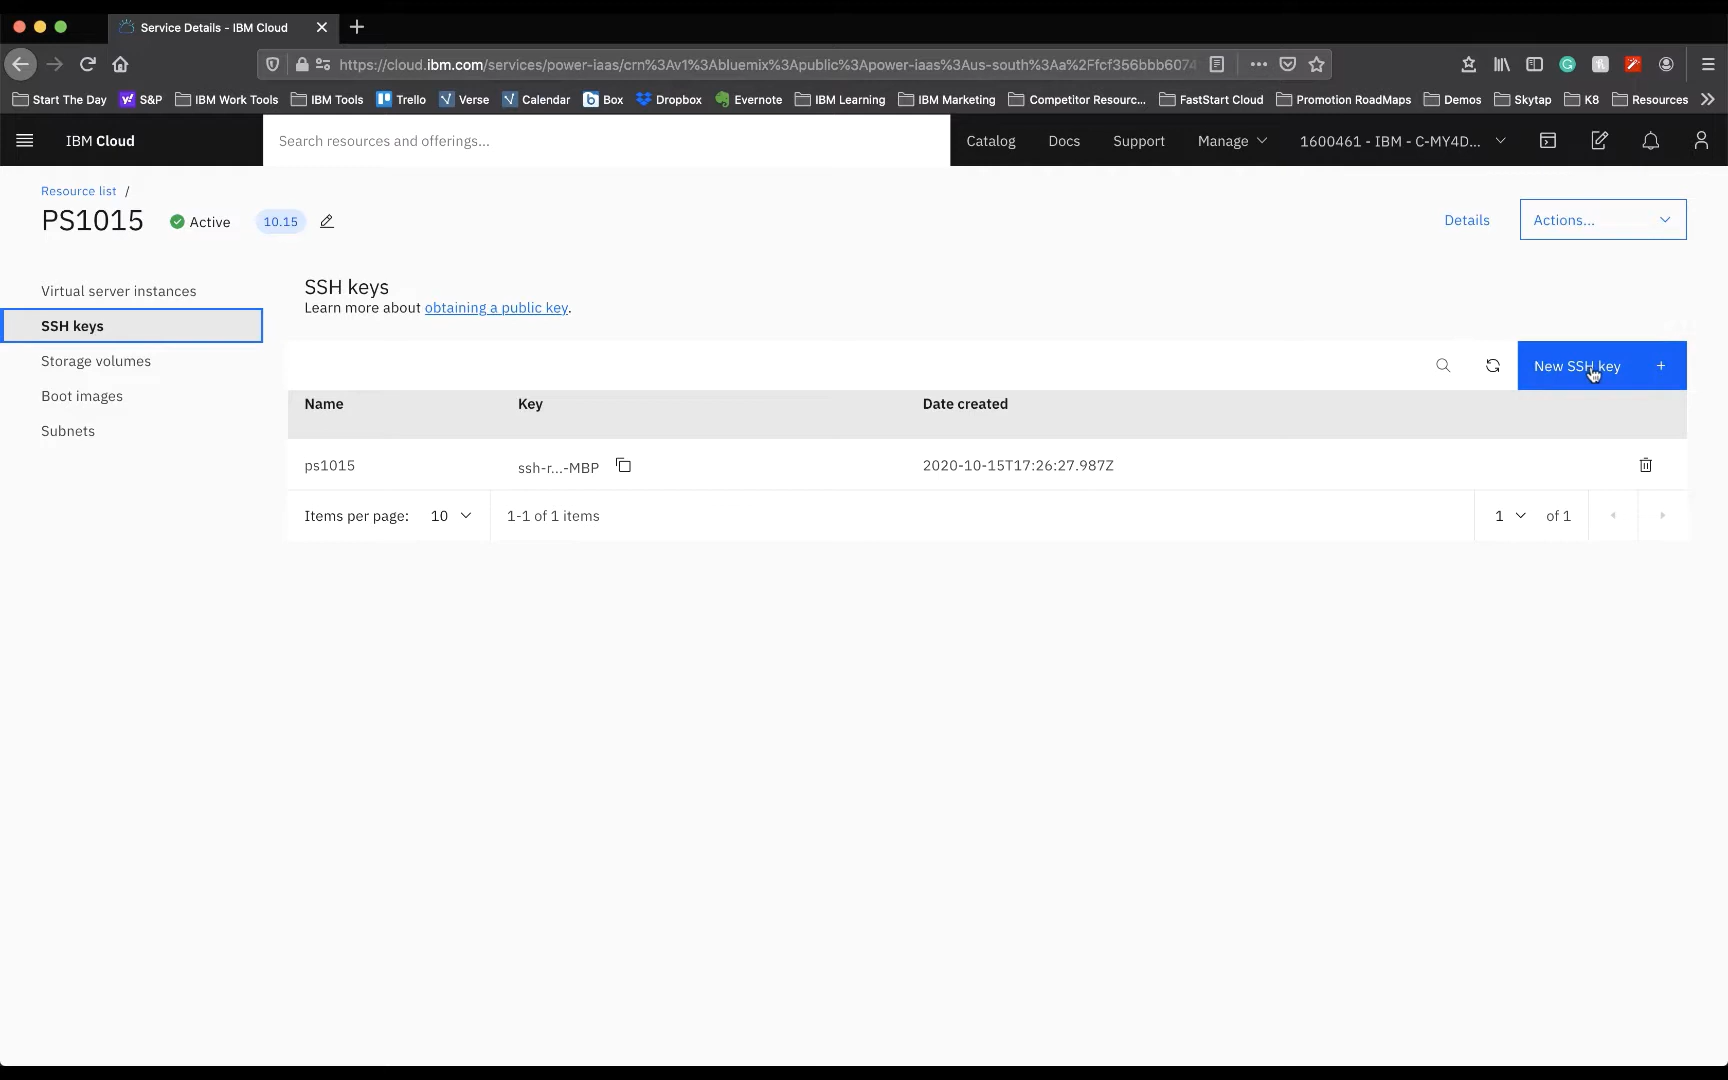 Service Details - IBM Cloud
https://cloud.ibm.com/services/power-iaas/crn%3Av1%3Abluemix%3Apublic%3Apower-iaas%3Aus-south%3Aa%2Ffcf356bbb6074
Start The Day S&P IBM Work Tools IBM Tools Trello Verse Calendar Box Dropbox Evernote IBM Learning IBM Marketing Competitor Resourc... FastStart Cloud Promotion RoadMaps Demos Skytap K8 Resources
IBM Cloud Search resources and offerings... Catalog Docs Support Manage 1600461 - IBM - C-MY4D...
Resource list /
PS1015 Active 10.15 Details Actions...
Virtual server instances
SSH keys
Storage volumes
Boot images
Subnets
SSH keys
Learn more about obtaining a public key.
New SSH key +
Name Key Date created
ps1015 ssh-r...-MBP 2020-10-15T17:26:27.987Z
Items per page: 10 1-1 of 1 items 1 of 1